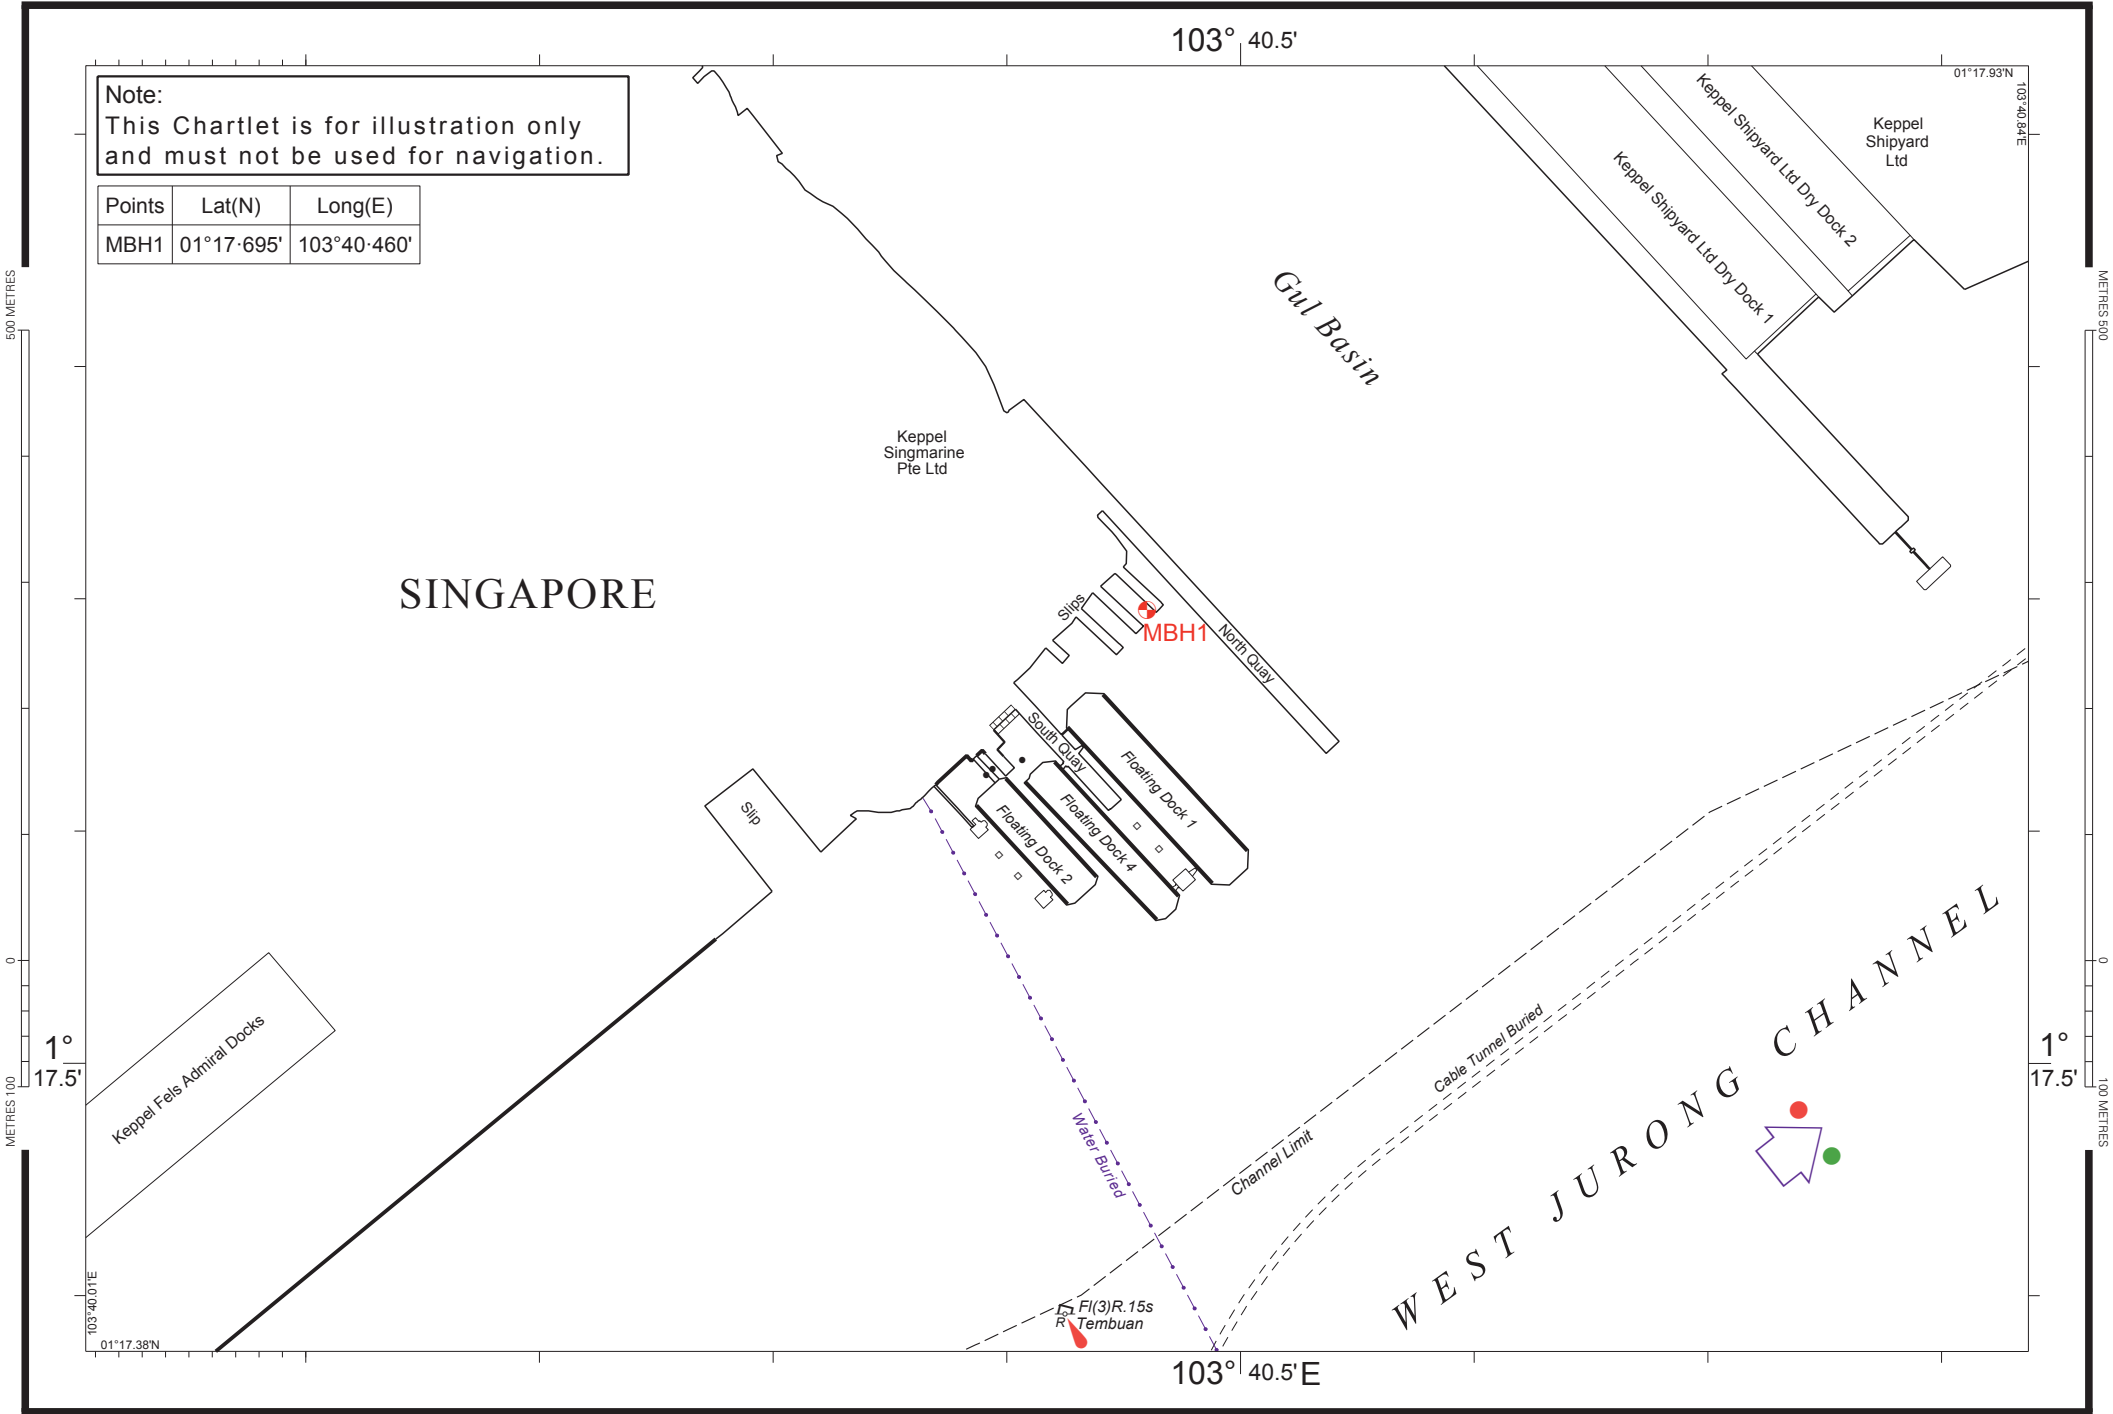 103° 40.5'
01°17.93'N
103°40.84'E
Note:
This Chartlet is for illustration only
and must not be used for navigation.
Points Lat(N) Long(E)
MBH1 01°17·695' 103°40·460'
Keppel
Shipyard
Ltd
Keppel Shipyard Ltd Dry Dock 2
Keppel Shipyard Ltd Dry Dock 1
Gul Basin
500 METRES
METRES 500
Keppel
Singmarine
Pte Ltd
SINGAPORE
Slips
MBH1
North Quay
South Quay
Floating Dock 1
Floating Dock 4
Floating Dock 2
Slip
0
0
Keppel Fels Admiral Docks
1°
17.5'
1°
17.5'
METRES 100
100 METRES
Cable Tunnel Buried
Channel Limit
Water Buried
WEST JURONG CHANNEL
Fl(3)R.15s
R Tembuan
103°40.01'E
01°17.38'N
103° 40.5'E